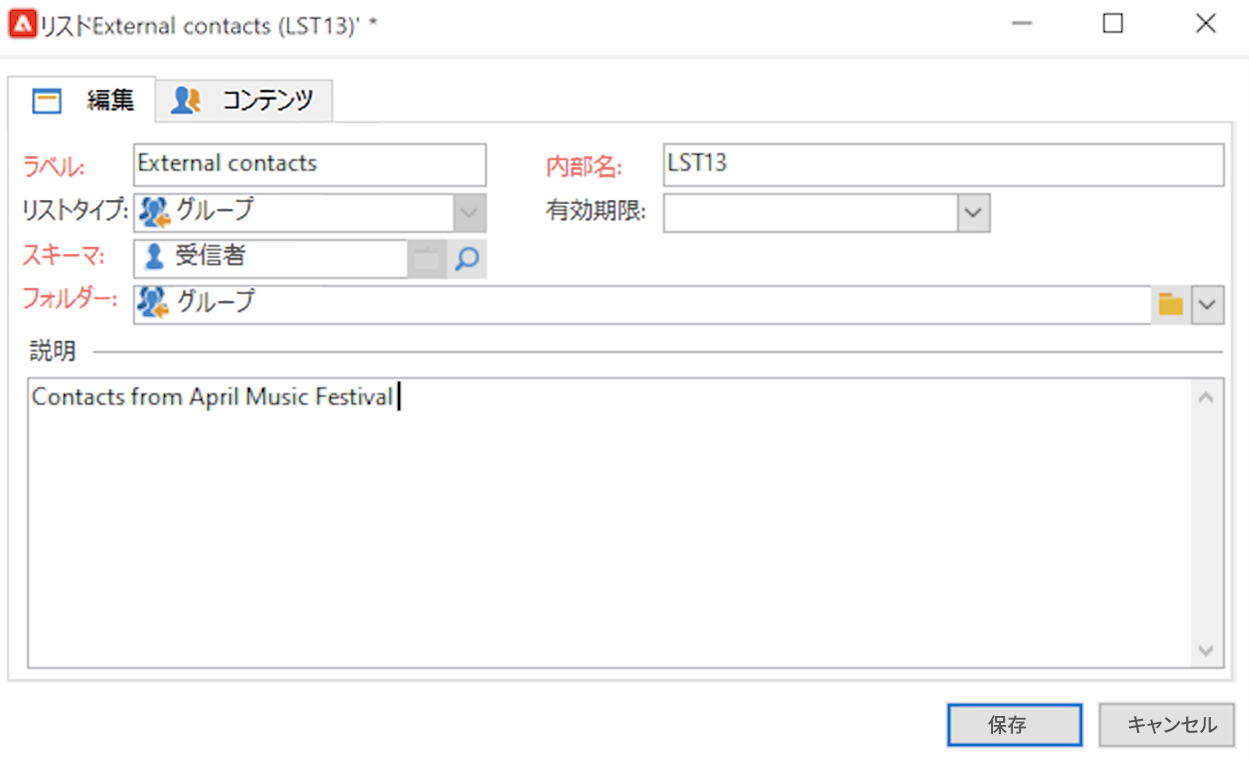 リストドExternal contacts (LST13)' *
編集 コンテンツ
ラベル: External contacts 内部名: LST13
リストタイプ: グループ 有効期限:
スキーマ: 受信者
フォルダー: グループ
説明
Contacts from April Music Festival
保存 キャンセル